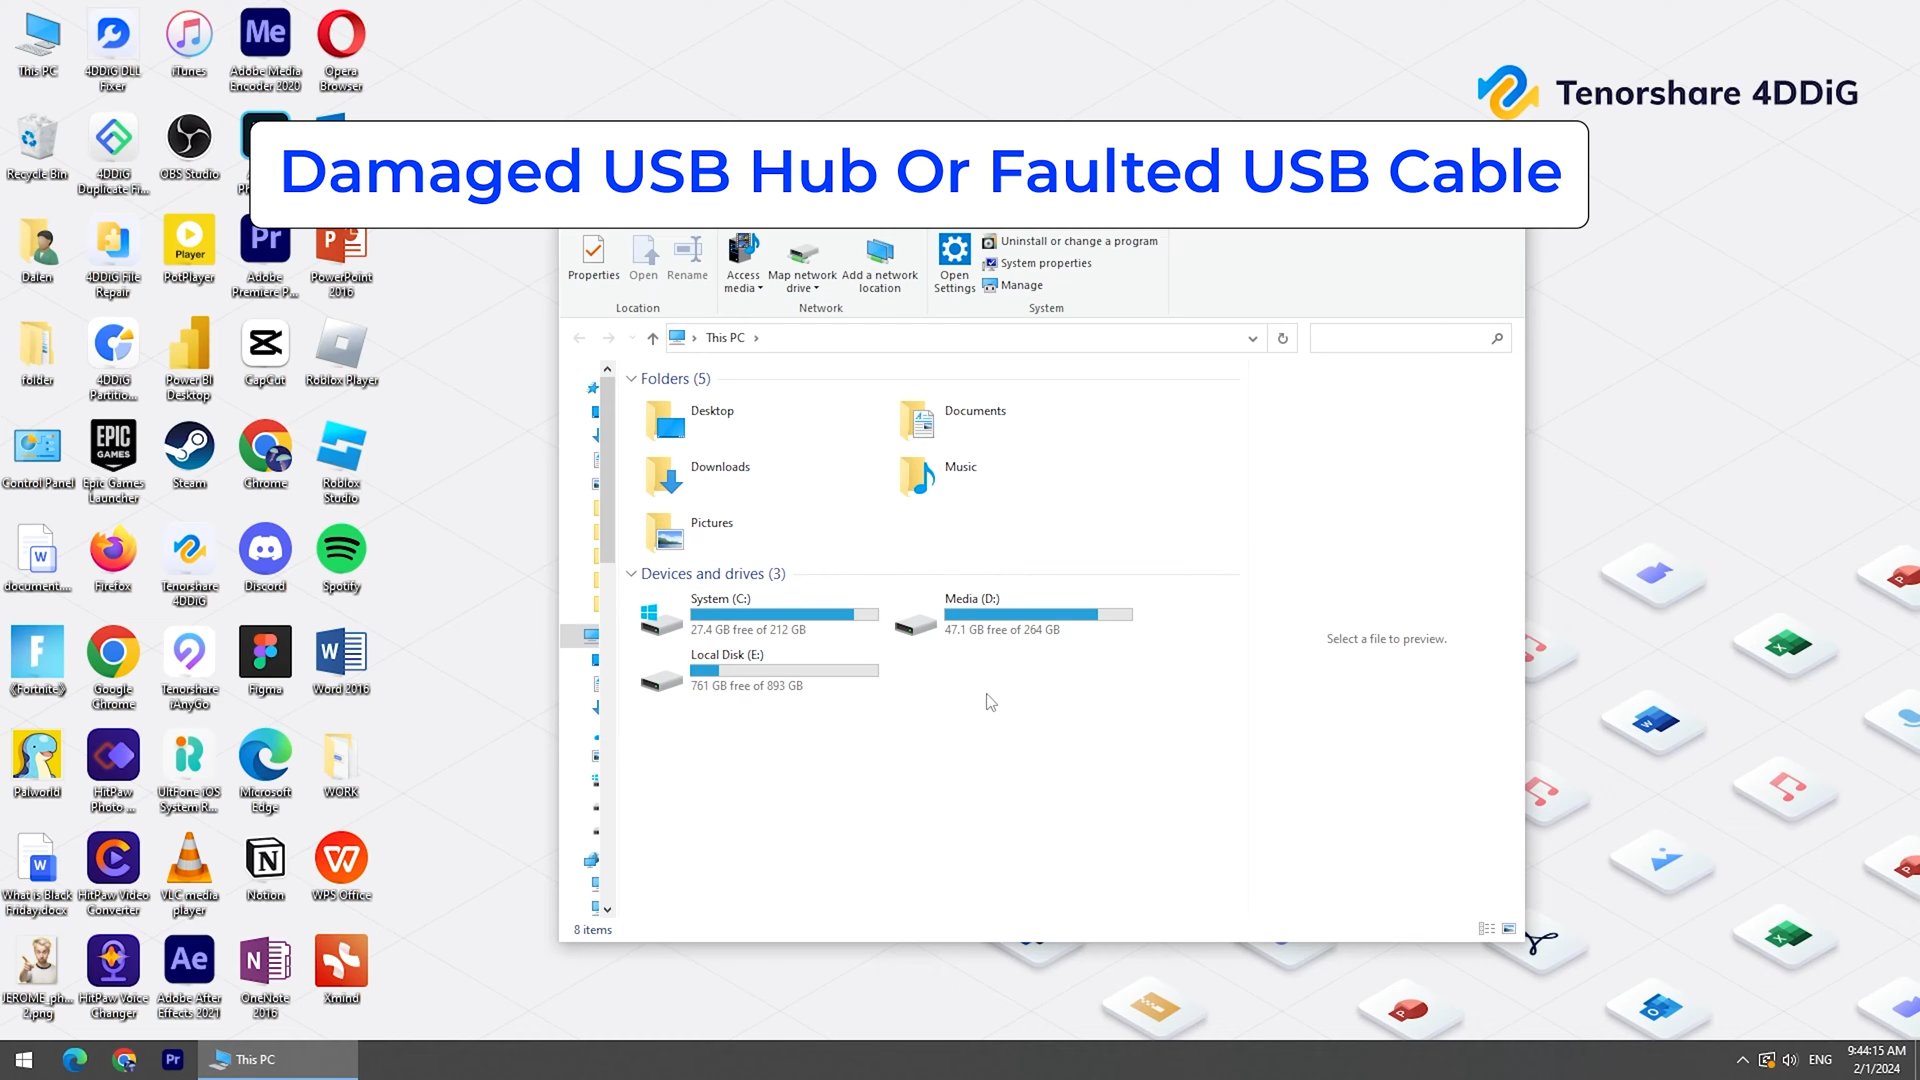 Tenorshare 4DDiG
Damaged USB Hub Or Faulted USB Cable
This PC
4DDiG DLL
Fixer
iTunes
Me
Adobe Media
Encoder 2020
Opera
Browser
Recycle Bin
4DDiG
Duplicate Fi...
OBS Studio
Dalen
4DDiG File
Repair
Player
PotPlayer
Pr
Adobe
Premiere P...
PowerPoint
2016
folder
4DDiG
Partitio...
Power BI
Desktop
CapCut
Roblox Player
Control Panel
EPIC
GAMES
Epic Games
Launcher
Steam
Chrome
Roblox
Studio
document....
Firefox
Tenorshare
4DDiG
Discord
Spotify
《Fortnite》
Google
Chrome
Tenorshare
iAnyGo
Figma
Word 2016
Palworld
HitPaw
Photo ...
UltFone iOS
System R...
Microsoft
Edge
WORK
What is Black
Friday.docx
HitPaw Video
Converter
VLC media
player
Notion
WPS Office
JEROME_ph...
2.png
HitPaw Voice
Changer
Ae
Adobe After
Effects 2021
OneNote
2016
Xmind
Properties
Open
Rename
Location
Access
media
Map network
drive
Add a network
location
Network
Open
Settings
Uninstall or change a program
System properties
Manage
System
This PC
Folders (5)
Desktop
Documents
Downloads
Music
Pictures
Devices and drives (3)
System (C:)
27.4 GB free of 212 GB
Media (D:)
47.1 GB free of 264 GB
Local Disk (E:)
761 GB free of 893 GB
Select a file to preview.
8 items
Pr
This PC
ENG
9:44:15 AM
2/1/2024